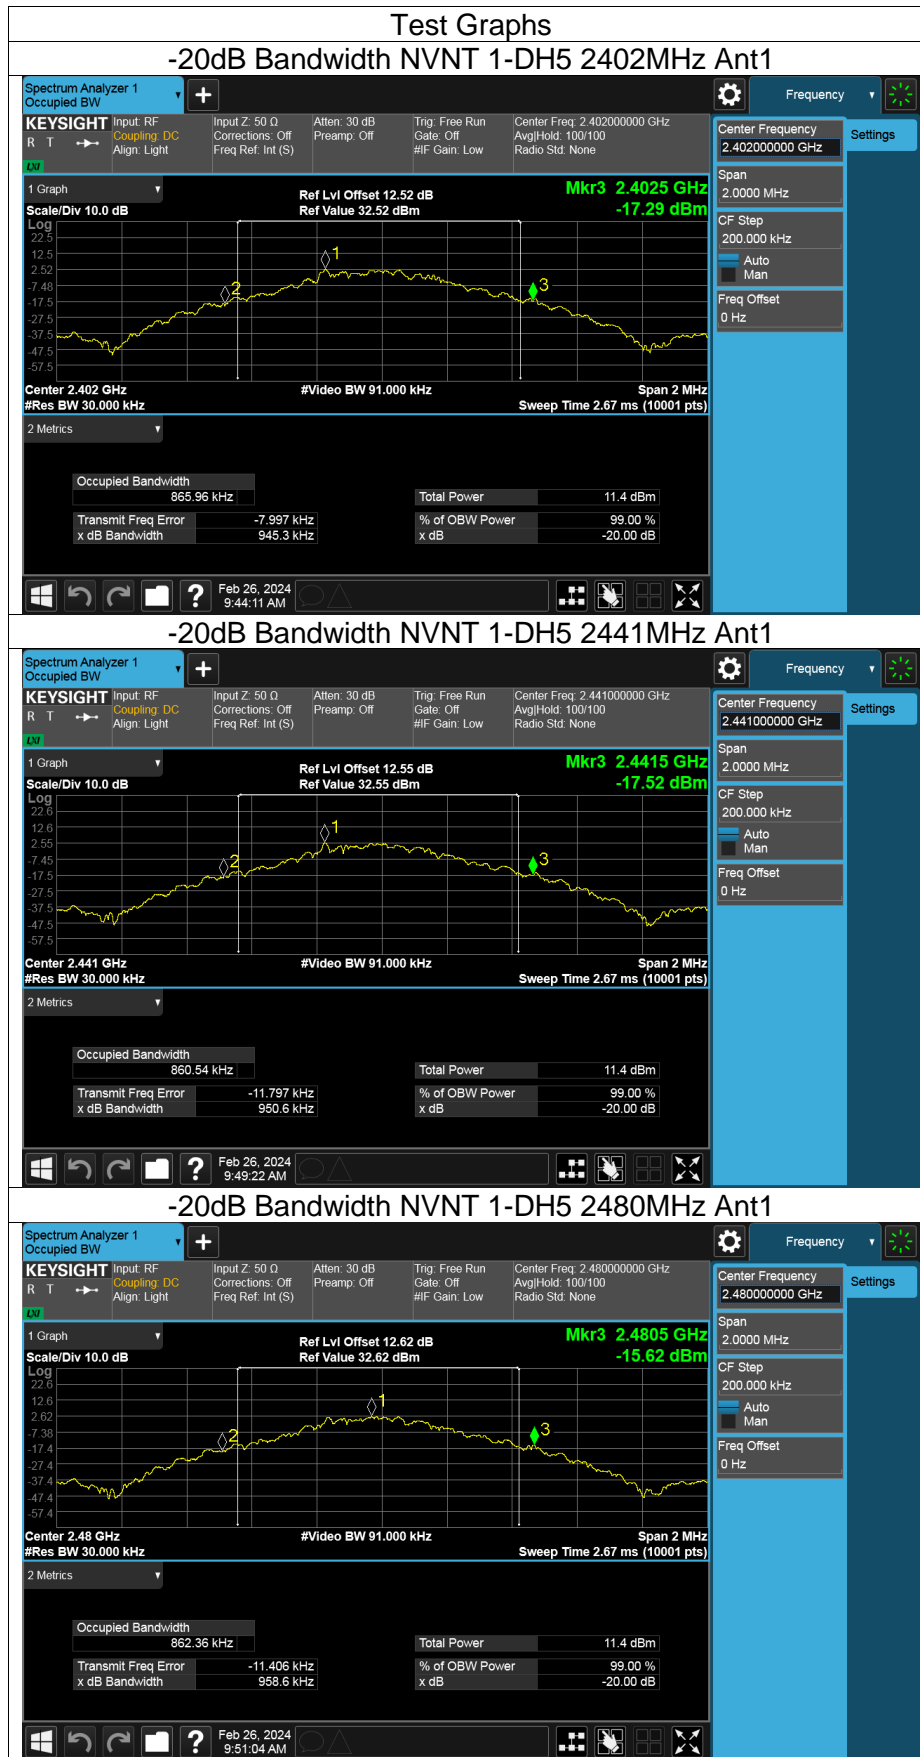 Test Graphs
-20dB Bandwidth NVNT 1-DH5 2402MHz Ant1
Spectrum Analyzer 1
Occupied BW
Frequency
KEYSIGHT
R T
LXI
Input: RF
Coupling: DC
Align: Light
Input Z: 50 Ω
Corrections: Off
Freq Ref: Int (S)
Atten: 30 dB
Preamp: Off
Trig: Free Run
Gate: Off
#IF Gain: Low
Center Freq: 2.402000000 GHz
Avg|Hold: 100/100
Radio Std: None
Center Frequency
2.402000000 GHz
Settings
Span
2.0000 MHz
CF Step
200.000 kHz
Auto
Man
Freq Offset
0 Hz
1 Graph
Scale/Div 10.0 dB
Ref Lvl Offset 12.52 dB
Ref Value 32.52 dBm
Mkr3 2.4025 GHz
-17.29 dBm
Log
22.5
12.5
2.52
-7.48
-17.5
-27.5
-37.5
-47.5
-57.5
1
2
3
Center 2.402 GHz
#Res BW 30.000 kHz
#Video BW 91.000 kHz
Span 2 MHz
Sweep Time 2.67 ms (10001 pts)
2 Metrics
Occupied Bandwidth
865.96 kHz
Total Power 11.4 dBm
Transmit Freq Error -7.997 kHz
x dB Bandwidth 945.3 kHz
% of OBW Power 99.00 %
x dB -20.00 dB
Feb 26, 2024
9:44:11 AM
-20dB Bandwidth NVNT 1-DH5 2441MHz Ant1
Spectrum Analyzer 1
Occupied BW
Frequency
KEYSIGHT
R T
LXI
Input: RF
Coupling: DC
Align: Light
Input Z: 50 Ω
Corrections: Off
Freq Ref: Int (S)
Atten: 30 dB
Preamp: Off
Trig: Free Run
Gate: Off
#IF Gain: Low
Center Freq: 2.441000000 GHz
Avg|Hold: 100/100
Radio Std: None
Center Frequency
2.441000000 GHz
Settings
Span
2.0000 MHz
CF Step
200.000 kHz
Auto
Man
Freq Offset
0 Hz
1 Graph
Scale/Div 10.0 dB
Ref Lvl Offset 12.55 dB
Ref Value 32.55 dBm
Mkr3 2.4415 GHz
-17.52 dBm
Log
22.6
12.6
2.55
-7.45
-17.5
-27.5
-37.5
-47.5
-57.5
1
2
3
Center 2.441 GHz
#Res BW 30.000 kHz
#Video BW 91.000 kHz
Span 2 MHz
Sweep Time 2.67 ms (10001 pts)
2 Metrics
Occupied Bandwidth
860.54 kHz
Total Power 11.4 dBm
Transmit Freq Error -11.797 kHz
x dB Bandwidth 950.6 kHz
% of OBW Power 99.00 %
x dB -20.00 dB
Feb 26, 2024
9:49:22 AM
-20dB Bandwidth NVNT 1-DH5 2480MHz Ant1
Spectrum Analyzer 1
Occupied BW
Frequency
KEYSIGHT
R T
LXI
Input: RF
Coupling: DC
Align: Light
Input Z: 50 Ω
Corrections: Off
Freq Ref: Int (S)
Atten: 30 dB
Preamp: Off
Trig: Free Run
Gate: Off
#IF Gain: Low
Center Freq: 2.480000000 GHz
Avg|Hold: 100/100
Radio Std: None
Center Frequency
2.480000000 GHz
Settings
Span
2.0000 MHz
CF Step
200.000 kHz
Auto
Man
Freq Offset
0 Hz
1 Graph
Scale/Div 10.0 dB
Ref Lvl Offset 12.62 dB
Ref Value 32.62 dBm
Mkr3 2.4805 GHz
-15.62 dBm
Log
22.6
12.6
2.62
-7.38
-17.4
-27.4
-37.4
-47.4
-57.4
1
2
3
Center 2.48 GHz
#Res BW 30.000 kHz
#Video BW 91.000 kHz
Span 2 MHz
Sweep Time 2.67 ms (10001 pts)
2 Metrics
Occupied Bandwidth
862.36 kHz
Total Power 11.4 dBm
Transmit Freq Error -11.406 kHz
x dB Bandwidth 958.6 kHz
% of OBW Power 99.00 %
x dB -20.00 dB
Feb 26, 2024
9:51:04 AM